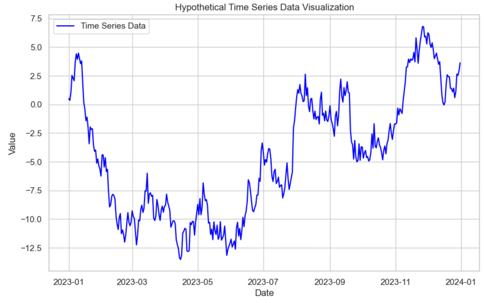 Hypothetical Time Series Data Visualization
Time Series Data
7.5
5.0
2.5
0.0
−2.5
−5.0
−7.5
−10.0
−12.5
Value
2023-01 2023-03 2023-05 2023-07 2023-09 2023-11 2024-01
Date